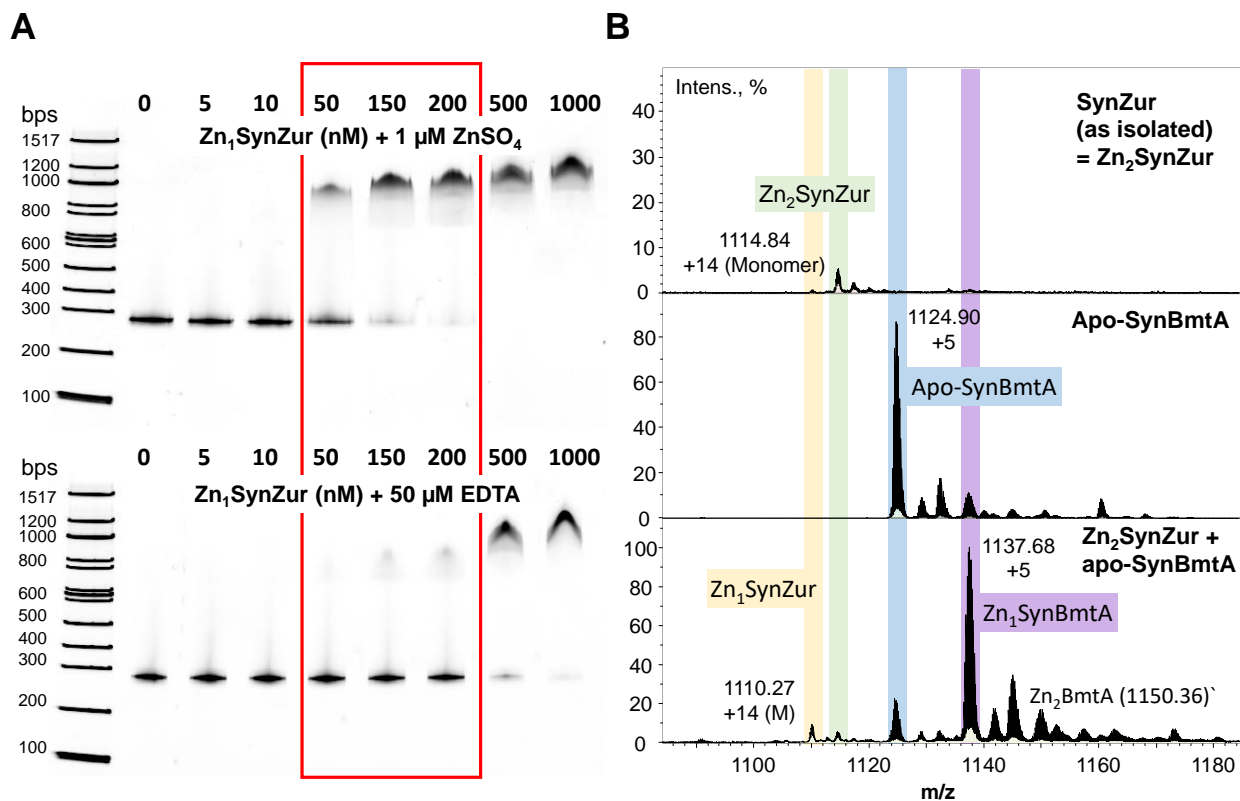 A
bps
0 5 10 50 150 200 500 1000
Zn₁SynZur (nM) + 1 µM ZnSO₄
1517
1200
1000
800
600
500
400
300
200
100
bps
0 5 10 50 150 200 500 1000
Zn₁SynZur (nM) + 50 µM EDTA
1517
1200
1000
800
600
500
400
300
200
100
B
Intens., %
SynZur
(as isolated)
= Zn₂SynZur
Zn₂SynZur
1114.84
+14 (Monomer)
40
30
20
10
0
Apo-SynBmtA
1124.90
+5
Apo-SynBmtA
80
60
40
20
0
Zn₂SynZur +
apo-SynBmtA
1137.68
+5
Zn₁SynZur
Zn₁SynBmtA
1110.27
+14 (M)
Zn₂BmtA (1150.36)`
100
80
60
40
20
0
1100 1120 1140 1160 1180
m/z